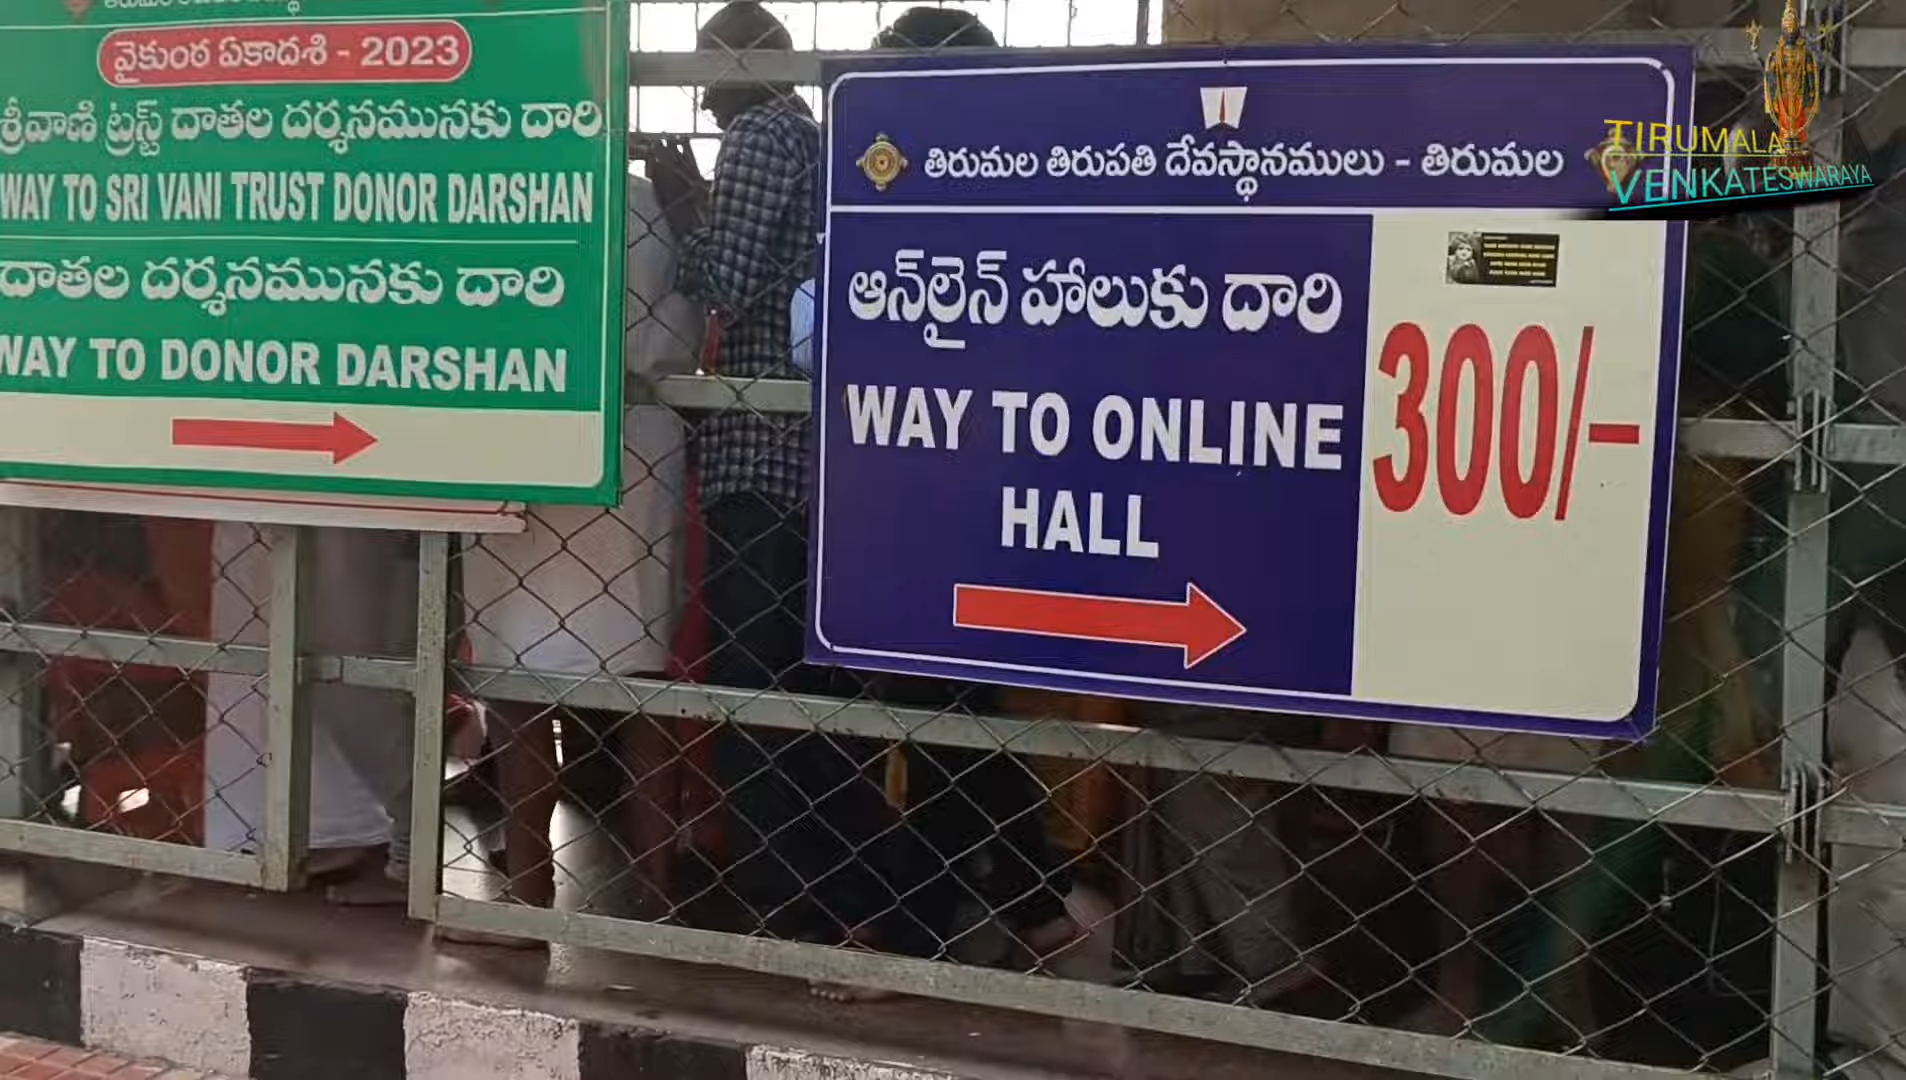 వైకుంఠ ఏకాదశి - 2023
శ్రీవాణి ట్రస్ట్ దాతల దర్శనమునకు దారి
WAY TO SRI VANI TRUST DONOR DARSHAN
దాతల దర్శనమునకు దారి
WAY TO DONOR DARSHAN
తిరుమల తిరుపతి దేవస్థానములు - తిరుమల
ఆన్‌లైన్ హాలుకు దారి
WAY TO ONLINE
HALL
300/-
TIRUMALA
VENKATESWARAYA